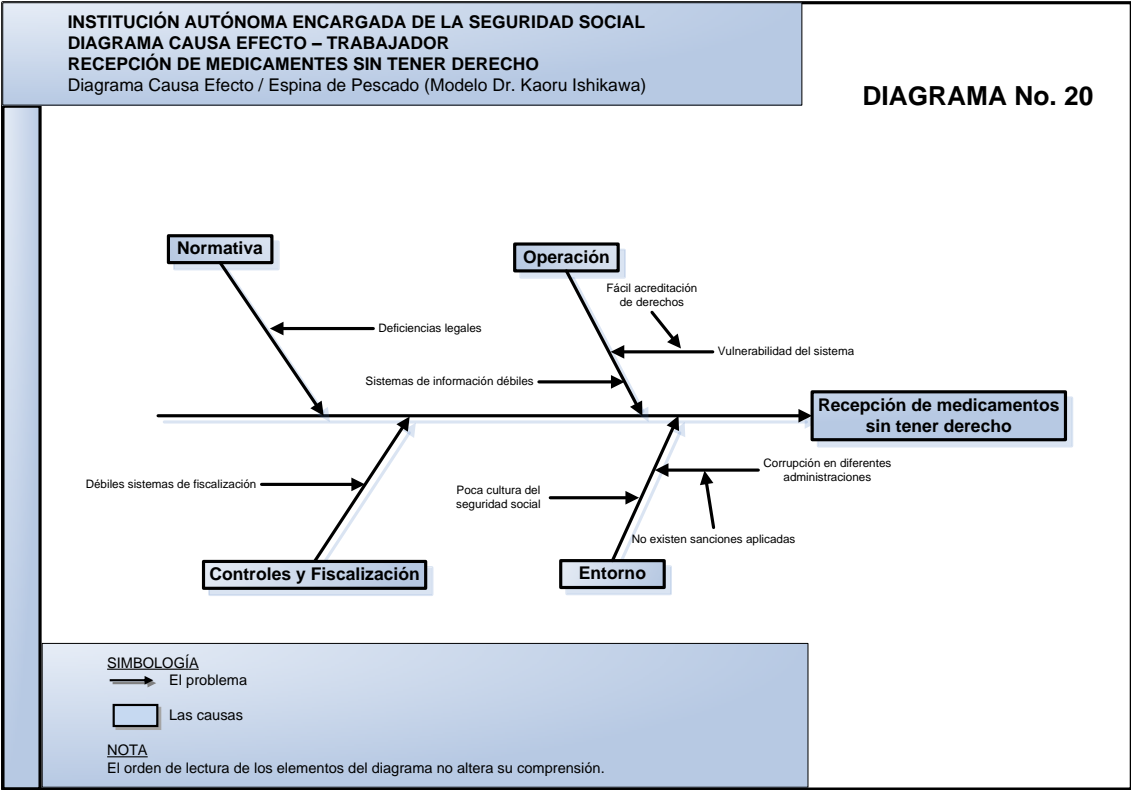 INSTITUCIÓN AUTÓNOMA ENCARGADA DE LA SEGURIDAD SOCIAL
DIAGRAMA CAUSA EFECTO – TRABAJADOR
RECEPCIÓN DE MEDICAMENTES SIN TENER DERECHO
Diagrama Causa Efecto / Espina de Pescado (Modelo Dr. Kaoru Ishikawa)
DIAGRAMA No. 20
Normativa
Operación
Fácil acreditación
de derechos
Deficiencias legales
Vulnerabilidad del sistema
Sistemas de información débiles
Recepción de medicamentos
sin tener derecho
Débiles sistemas de fiscalización
Poca cultura del
seguridad social
Corrupción en diferentes
administraciones
No existen sanciones aplicadas
Controles y Fiscalización
Entorno
SIMBOLOGÍA
El problema
Las causas
NOTA
El orden de lectura de los elementos del diagrama no altera su comprensión.